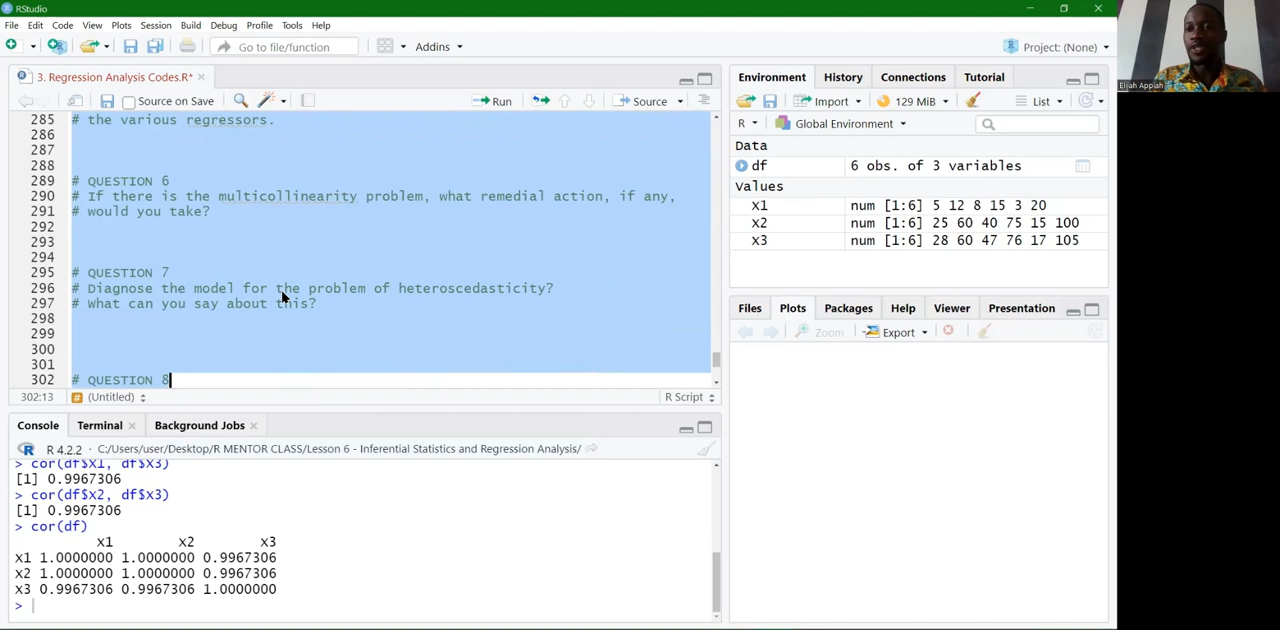 RStudio
File Edit Code View Plots Session Build Debug Profile Tools Help
Go to file/function Addins Project: (None)
3. Regression Analysis Codes.R*
Source on Save Run Source
285 # the various regressors.
286
287
288
289 # QUESTION 6
290 # If there is the multicollinearity problem, what remedial action, if any,
291 # would you take?
292
293
294
295 # QUESTION 7
296 # Diagnose the model for the problem of heteroscedasticity?
297 # What can you say about this?
298
299
300
301
302 # QUESTION 8
302:13 # (Untitled) R Script
Console Terminal Background Jobs
R 4.2.2 · C:/Users/user/Desktop/R MENTOR CLASS/Lesson 6 - Inferential Statistics and Regression Analysis/
> cor(df$x1, df$x3)
[1] 0.9967306
> cor(df$x2, df$x3)
[1] 0.9967306
> cor(df)
x1 x2 x3
x1 1.0000000 1.0000000 0.9967306
x2 1.0000000 1.0000000 0.9967306
x3 0.9967306 0.9967306 1.0000000
>
Environment History Connections Tutorial
Import 129 MiB List
R Global Environment
Data
df 6 obs. of 3 variables
Values
x1 num [1:6] 5 12 8 15 3 20
x2 num [1:6] 25 60 40 75 15 100
x3 num [1:6] 28 60 47 76 17 105
Files Plots Packages Help Viewer Presentation
Zoom Export
Elijah Appiah